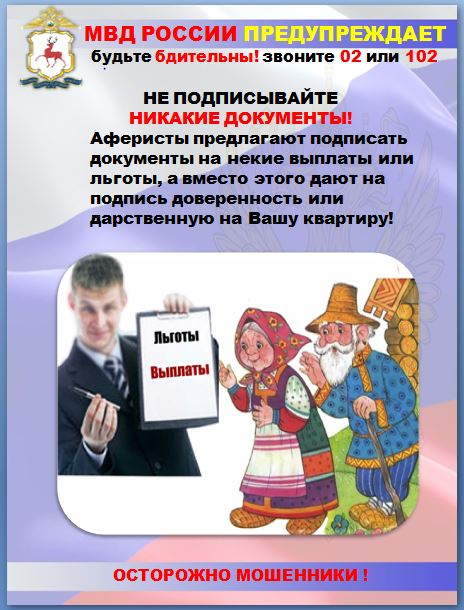 МВД РОССИИ ПРЕДУПРЕЖДАЕТ
будьте бдительны! звоните 02 или 102
НЕ ПОДПИСЫВАЙТЕ
НИКАКИЕ ДОКУМЕНТЫ!
Аферисты предлагают подписать
документы на некие выплаты или
льготы, а вместо этого дают на
подпись доверенность или
дарственную на Вашу квартиру!
Льготы
Выплаты
ОСТОРОЖНО МОШЕННИКИ !